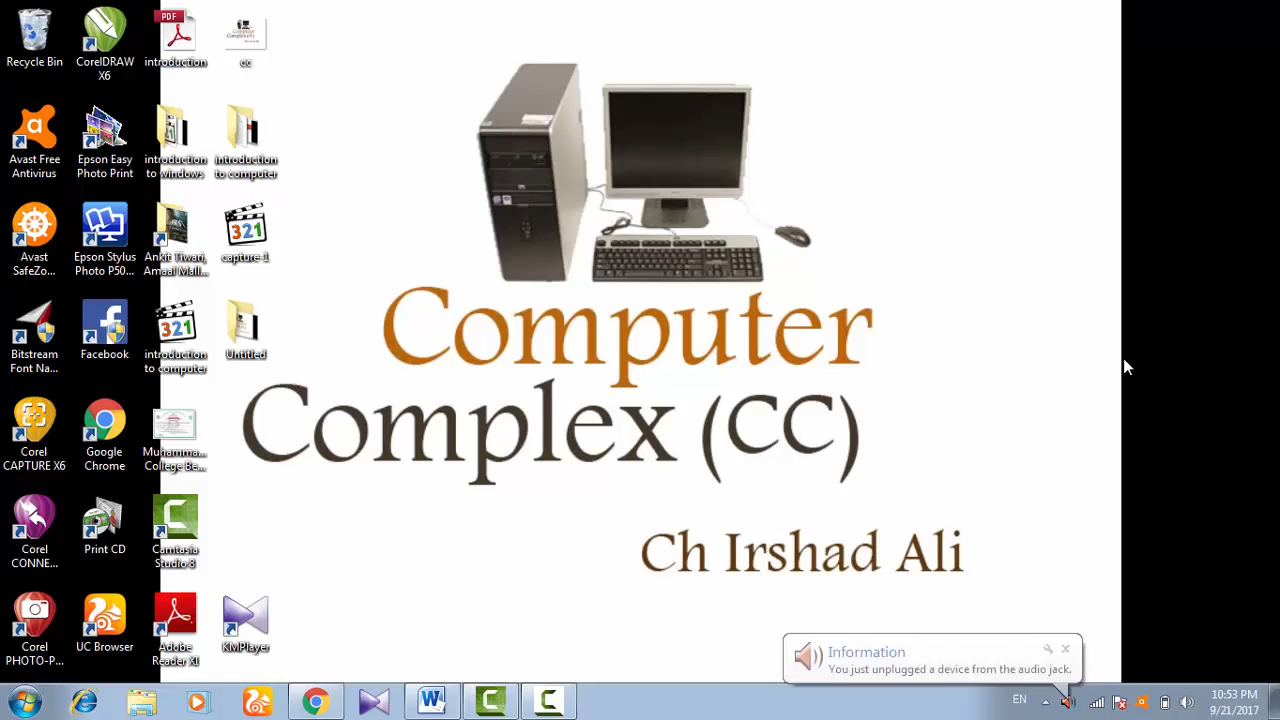 Recycle Bin
CorelDRAW
X6
PDF
introduction
cc
Avast Free
Antivirus
Epson Easy
Photo Print
introduction
to windows
introduction
to computer
Epson Stylus
Photo P50...
Ankit Tiwari,
Amaal Mall...
321
capture-1
Bitstream
Font Na...
Facebook
321
introduction
to computer
Untitled
Corel
CAPTURE X6
Google
Chrome
Muhamma...
College Be...
Corel
CONNE...
Print CD
Camtasia
Studio 8
Corel
PHOTO-P...
UC Browser
Adobe
Reader XI
KMPlayer
Computer
Complex (CC)
Ch Irshad Ali
Information
You just unplugged a device from the audio jack.
EN
10:53 PM
9/21/2017